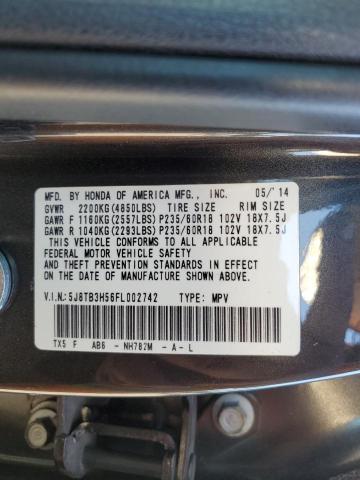 MFD. BY HONDA OF AMERICA MFG., INC. 05/'14
GVWR 2200KG(4850LBS) TIRE SIZE RIM SIZE
GAWR F 1160KG(2557LBS)P235/60R18 102V 18X7.5J
GAWR R 1040KG(2293LBS)P235/60R18 102V 18X7.5J
THIS VEHICLE CONFORMS TO ALL APPLICABLE
FEDERAL MOTOR VEHICLE SAFETY
AND THEFT PREVENTION STANDARDS IN EFFECT
ON THE DATE OF MANUFACTURE SHOWN
ABOVE.
V.I.N.:5J8TB3H56FL002742 TYPE: MPV
TX5 F AB6 - NH782M - A - L